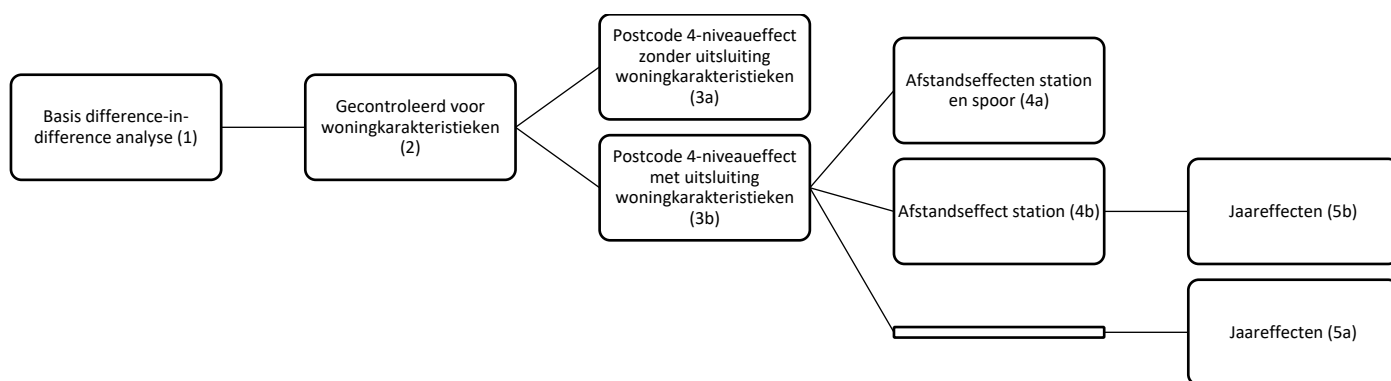 Basis difference-in-
difference analyse (1)
Gecontroleerd voor
woningkarakteristieken
(2)
Postcode 4-niveaueffect
zonder uitsluiting
woningkarakteristieken
(3a)
Postcode 4-niveaueffect
met uitsluiting
woningkarakteristieken
(3b)
Afstandseffecten station
en spoor (4a)
Afstandseffect station (4b)
Jaareffecten (5b)
Jaareffecten (5a)